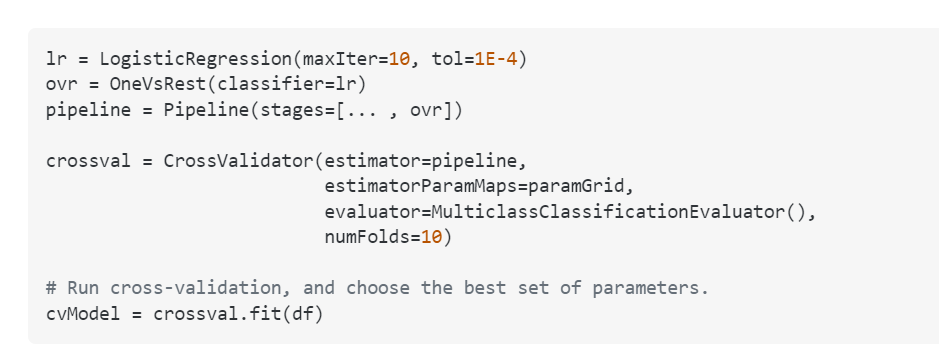 lr = LogisticRegression(maxIter=10, tol=1E-4)
ovr = OneVsRest(classifier=lr)
pipeline = Pipeline(stages=[... , ovr])

crossval = CrossValidator(estimator=pipeline,
                          estimatorParamMaps=paramGrid,
                          evaluator=MulticlassClassificationEvaluator(),
                          numFolds=10)

# Run cross-validation, and choose the best set of parameters.
cvModel = crossval.fit(df)